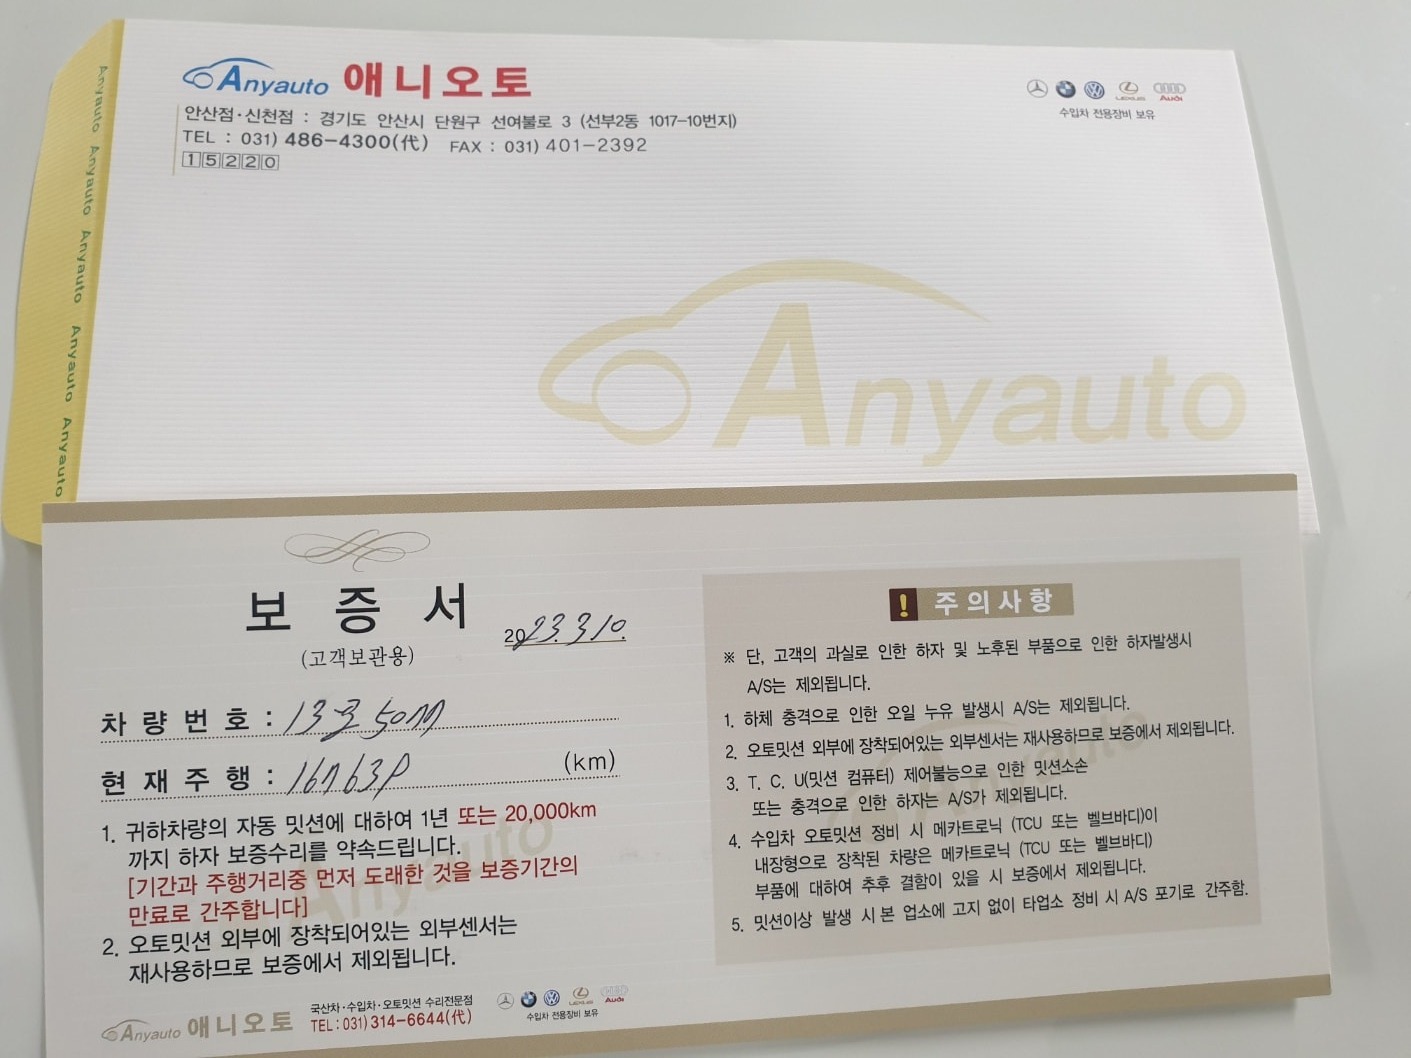 Anyauto 애니오토
안산점·신천점 : 경기도 안산시 단원구 선여불로 3 (선부2동 1017-10번지)
TEL : 031) 486-4300(代) FAX : 031) 401-2392
15220
LEXUS Audi
수입차 전용장비 보유
Anyauto Anyauto Anyauto Anyauto Anyauto
Anyauto
보증서
(고객보관용)
2023. 3. 10.
차량번호 :
현재주행 : (km)
1. 귀하차량의 자동 밋션에 대하여 1년 또는 20,000km
까지 하자 보증수리를 약속드립니다.
[기간과 주행거리중 먼저 도래한 것을 보증기간의
만료로 간주합니다]
2. 오토밋션 외부에 장착되어있는 외부센서는
재사용하므로 보증에서 제외됩니다.
Anyauto
Anyauto 애니오토
국산차·수입차·오토밋션 수리전문점
TEL : 031) 314-6644(代)
LEXUS Audi
수입차 전용장비 보유
! 주의사항
※ 단, 고객의 과실로 인한 하자 및 노후된 부품으로 인한 하자발생시
A/S는 제외됩니다.
1. 하체 충격으로 인한 오일 누유 발생시 A/S는 제외됩니다.
2. 오토밋션 외부에 장착되어있는 외부센서는 재사용하므로 보증에서 제외됩니다.
3. T. C. U(밋션 컴퓨터) 제어불능으로 인한 밋션소손
또는 충격으로 인한 하자는 A/S가 제외됩니다.
4. 수입차 오토밋션 정비 시 메카트로닉 (TCU 또는 벨브바디)이
내장형으로 장착된 차량은 메카트로닉 (TCU 또는 벨브바디)
부품에 대하여 추후 결함이 있을 시 보증에서 제외됩니다.
5. 밋션이상 발생 시 본 업소에 고지 없이 타업소 정비 시 A/S 포기로 간주함.
Anyauto